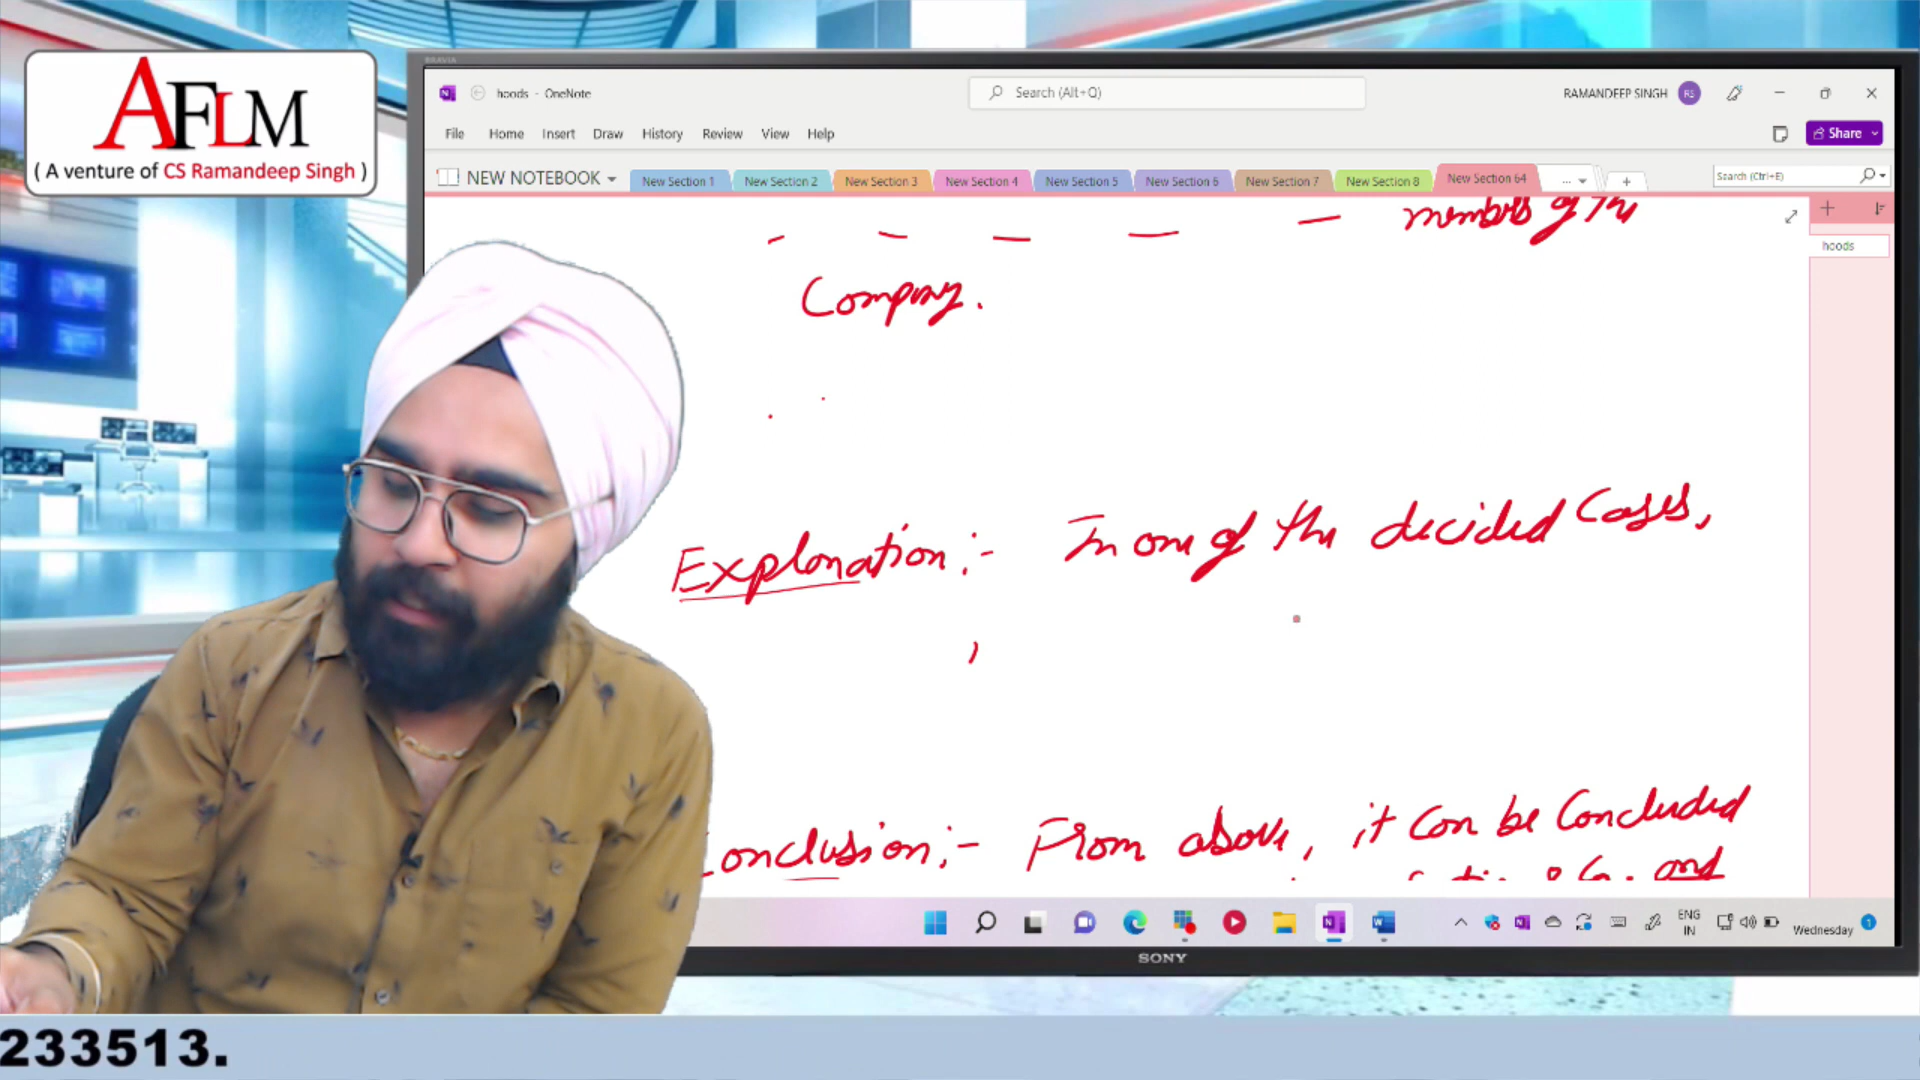 AFLM
( A venture of CS Ramandeep Singh )
BRAVIA
hoods - OneNote
Search (Alt+Q)
RAMANDEEP SINGH RS
File Home Insert Draw History Review View Help
Share
NEW NOTEBOOK New Section 1 New Section 2 New Section 3 New Section 4 New Section 5 New Section 6 New Section 7 New Section 8 New Section 64 ... +
Search (Ctrl+E)
hoods
- - - - - members of the
Company.
Explanation :- In one of the decided Cases,
,
onclusion :- From above, it can be Concluded
and
ENG
IN
Wednesday 1
SONY
233513.